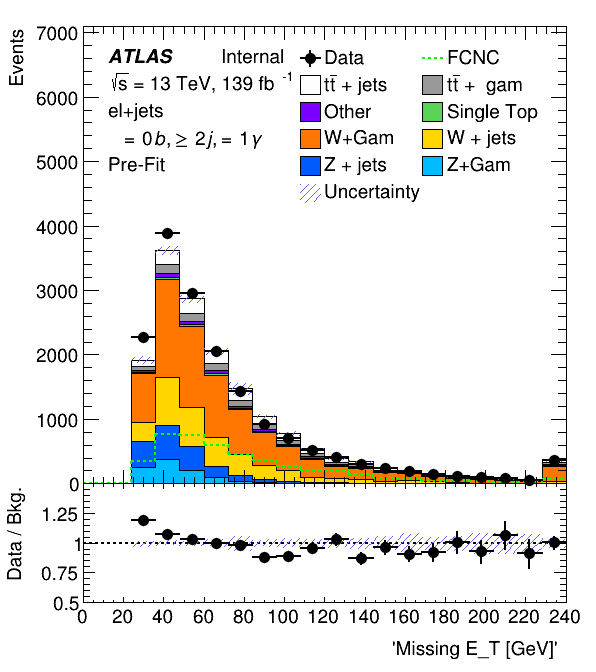 ATLAS Internal
√s = 13 TeV, 139 fb -1
el+jets
= 0b, ≥ 2j, = 1γ
Pre-Fit
Data
FCNC
tt̄ + jets
tt̄ + gam
Other
Single Top
W+Gam
W + jets
Z + jets
Z+Gam
Uncertainty
Events
7000
6000
5000
4000
3000
2000
1000
0
Data / Bkg.
1.25
1
0.75
0.5
0 20 40 60 80 100 120 140 160 180 200 220 240
'Missing E_T [GeV]'